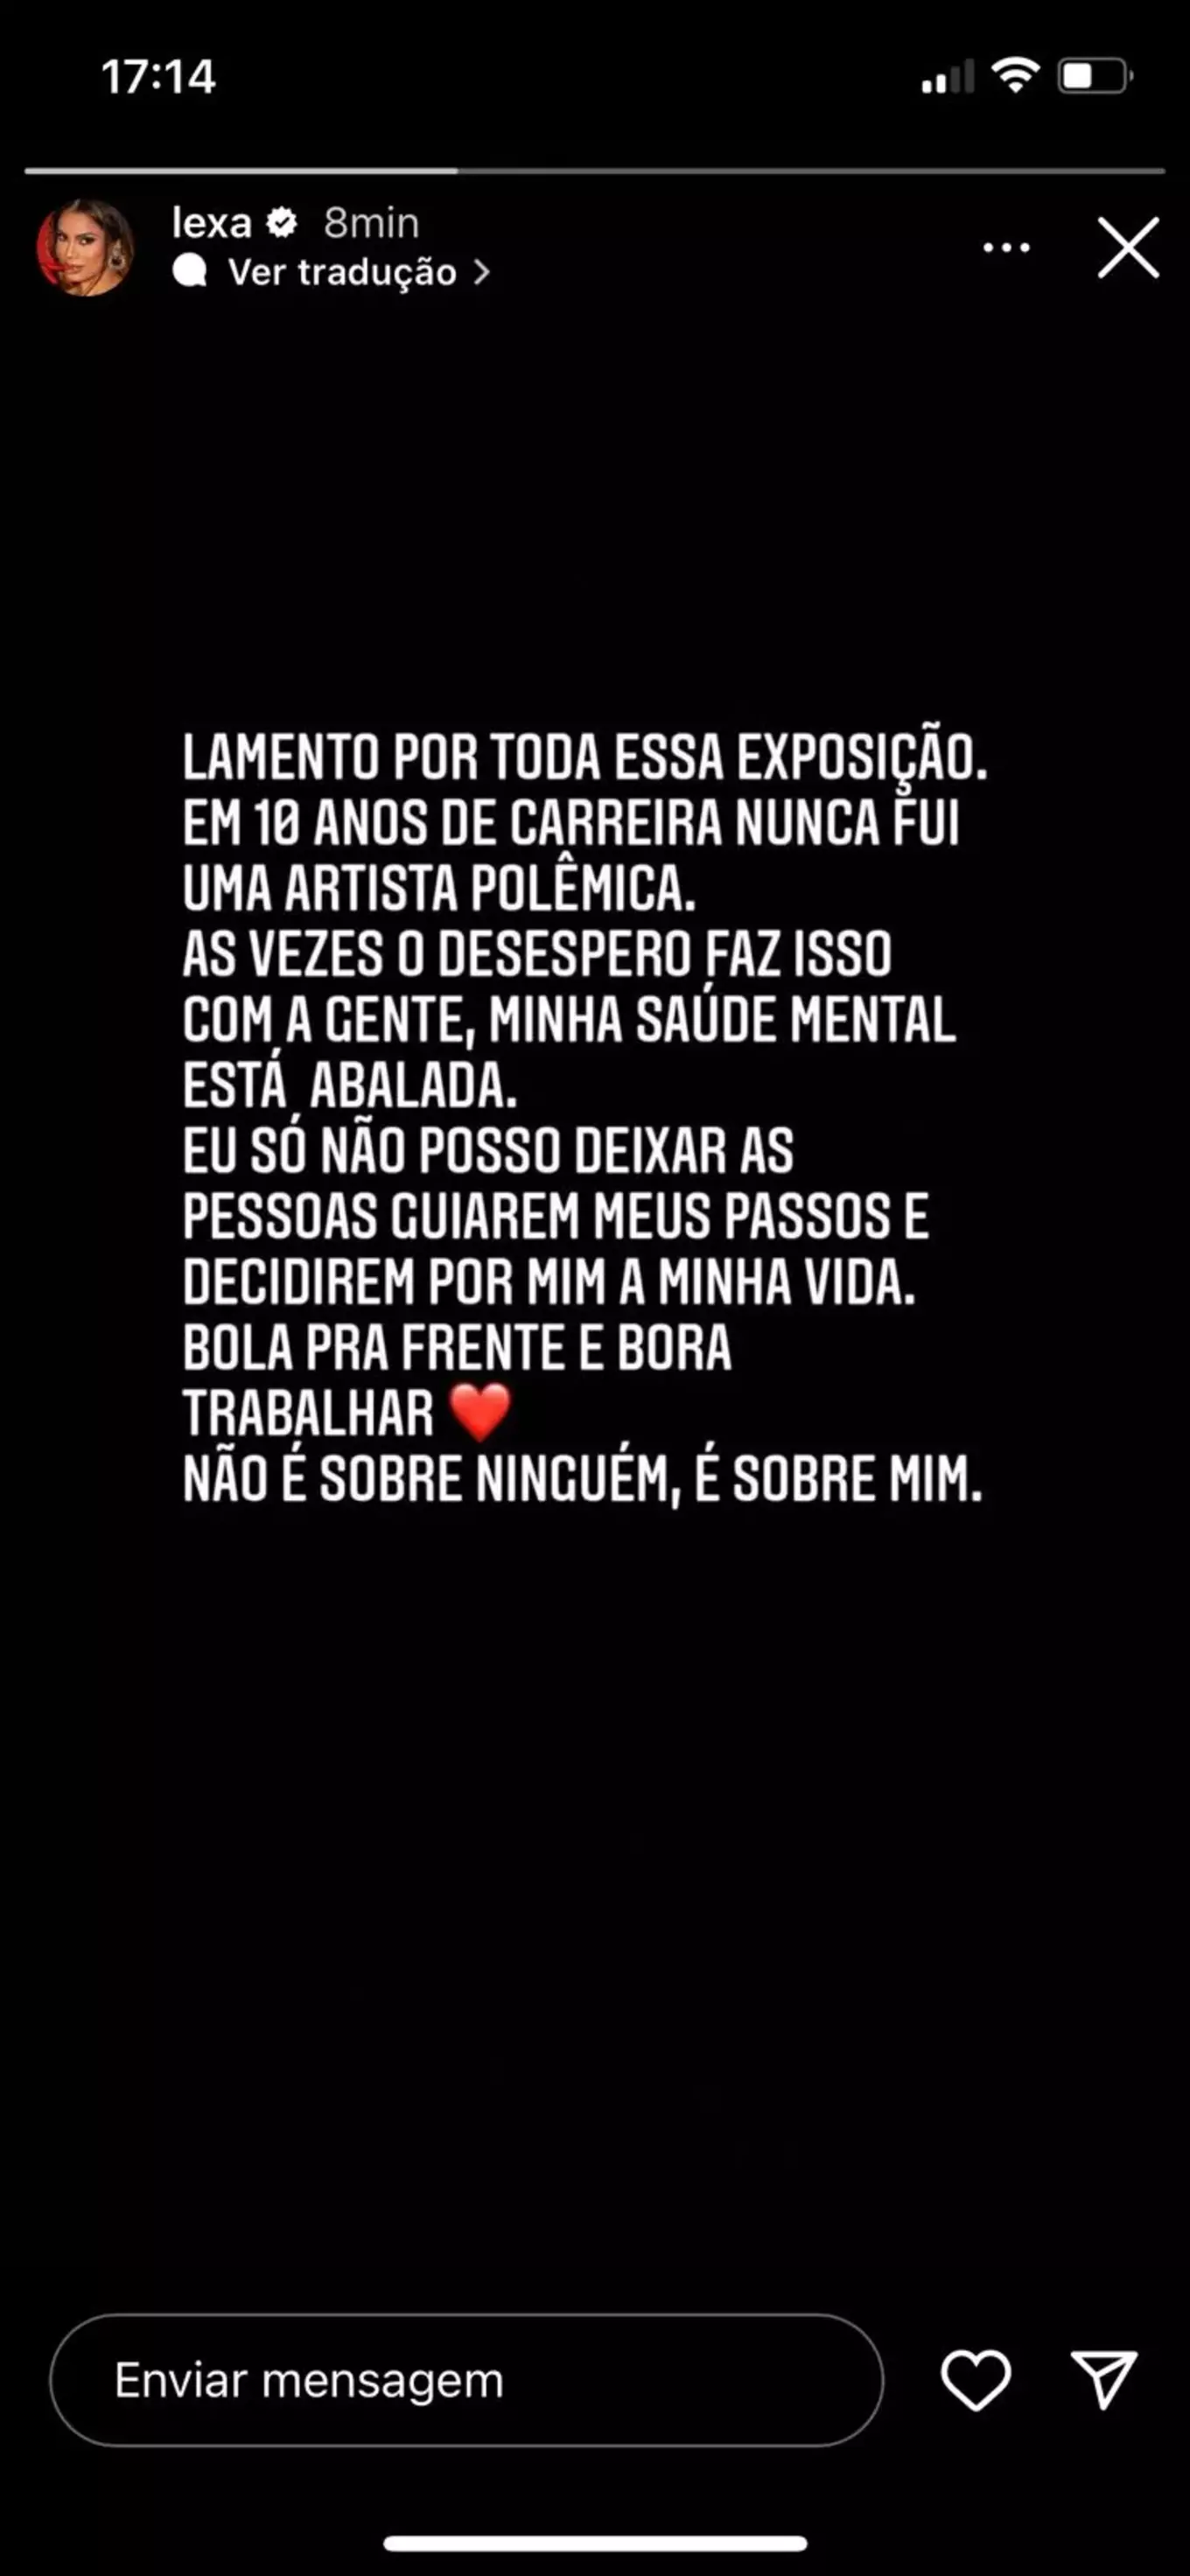 17:14
lexa 8min
Ver tradução
LAMENTO POR TODA ESSA EXPOSIÇÃO.
EM 10 ANOS DE CARREIRA NUNCA FUI
UMA ARTISTA POLÊMICA.
AS VEZES O DESESPERO FAZ ISSO
COM A GENTE, MINHA SAÚDE MENTAL
ESTÁ ABALADA.
EU SÓ NÃO POSSO DEIXAR AS
PESSOAS GUIAREM MEUS PASSOS E
DECIDIREM POR MIM A MINHA VIDA.
BOLA PRA FRENTE E BORA
TRABALHAR ❤️
NÃO É SOBRE NINGUÉM, É SOBRE MIM.
Enviar mensagem